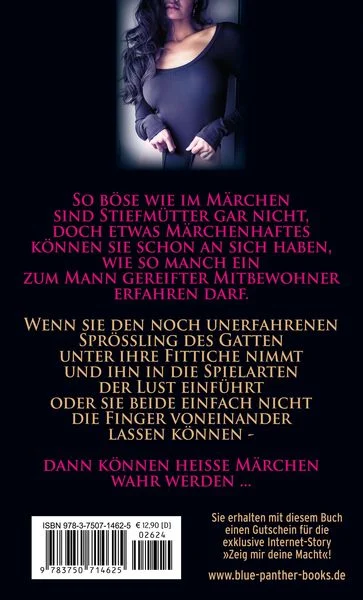 So böse wie im Märchen
sind Stiefmütter gar nicht,
doch etwas Märchenhaftes
können sie schon an sich haben,
wie so manch ein
zum Mann gereifter Mitbewohner
erfahren darf.
Wenn sie den noch unerfahrenen
Sprössling des Gatten
unter ihre Fittiche nimmt
und ihn in die Spielarten
der Lust einführt
oder sie beide einfach nicht
die Finger voneinander
lassen können -
dann können heisse Märchen
wahr werden ...
ISBN 978-3-7507-1462-5
€ 12,90 [D]
02624
9 783750 714625
Sie erhalten mit diesem Buch
einen Gutschein für die
exklusive Internet-Story
»Zeig mir deine Macht«!
www.blue-panther-books.de